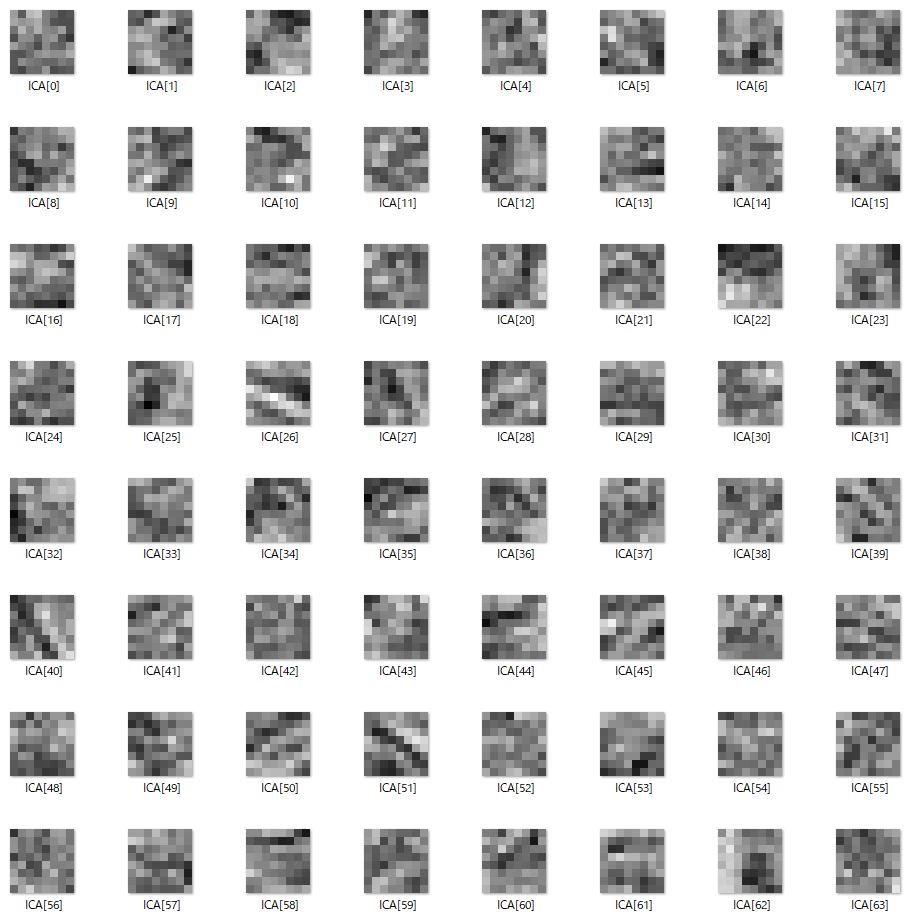 ICA[0] ICA[1] ICA[2] ICA[3] ICA[4] ICA[5] ICA[6] ICA[7]
ICA[8] ICA[9] ICA[10] ICA[11] ICA[12] ICA[13] ICA[14] ICA[15]
ICA[16] ICA[17] ICA[18] ICA[19] ICA[20] ICA[21] ICA[22] ICA[23]
ICA[24] ICA[25] ICA[26] ICA[27] ICA[28] ICA[29] ICA[30] ICA[31]
ICA[32] ICA[33] ICA[34] ICA[35] ICA[36] ICA[37] ICA[38] ICA[39]
ICA[40] ICA[41] ICA[42] ICA[43] ICA[44] ICA[45] ICA[46] ICA[47]
ICA[48] ICA[49] ICA[50] ICA[51] ICA[52] ICA[53] ICA[54] ICA[55]
ICA[56] ICA[57] ICA[58] ICA[59] ICA[60] ICA[61] ICA[62] ICA[63]